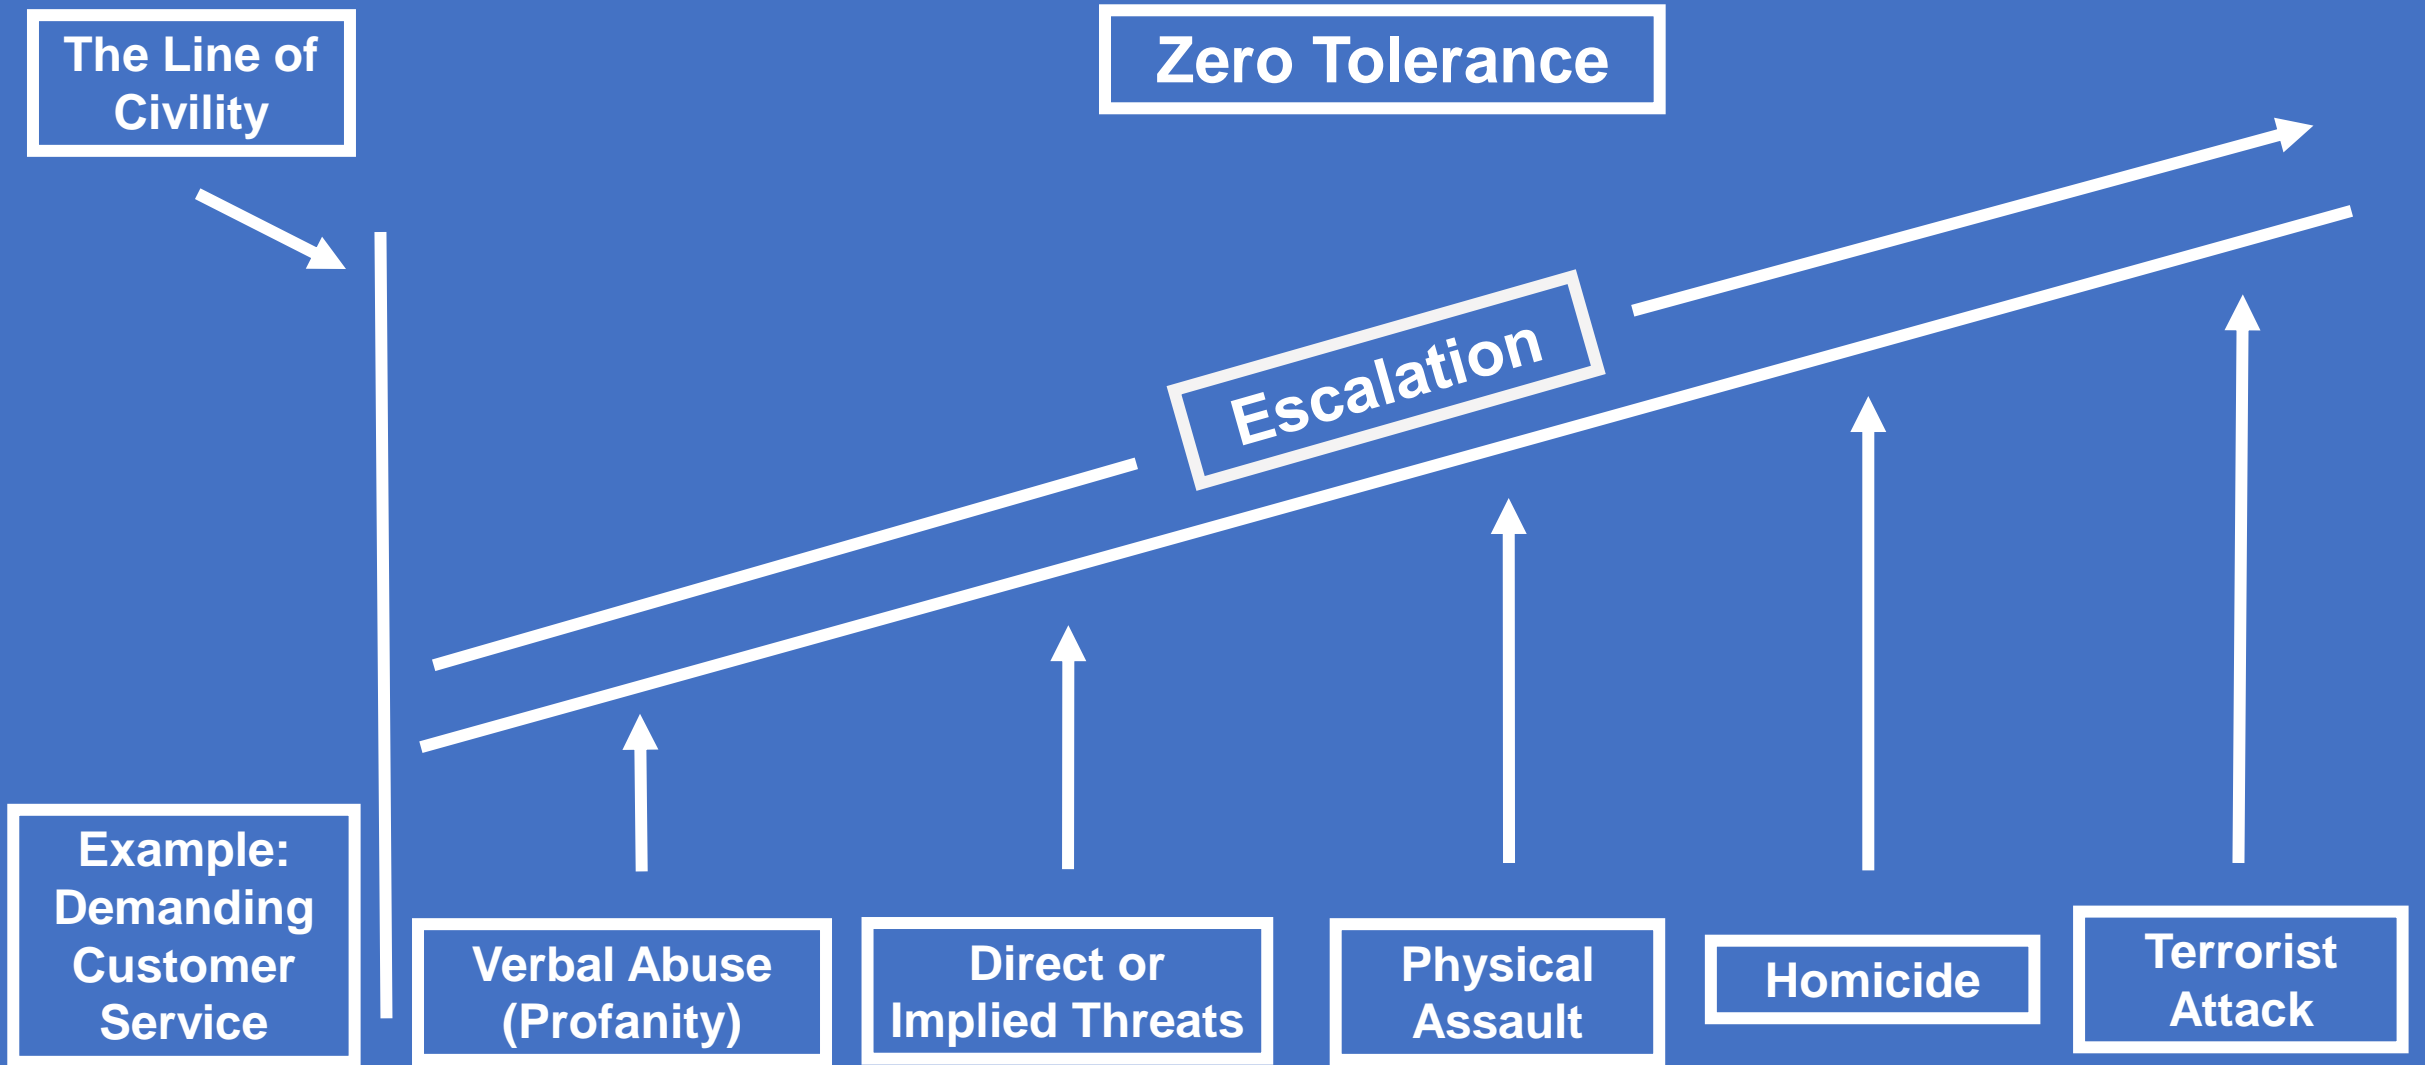 The Line of
Civility
Zero Tolerance
Escalation
Example:
Demanding
Customer
Service
Verbal Abuse
(Profanity)
Direct or
Implied Threats
Physical
Assault
Homicide
Terrorist
Attack